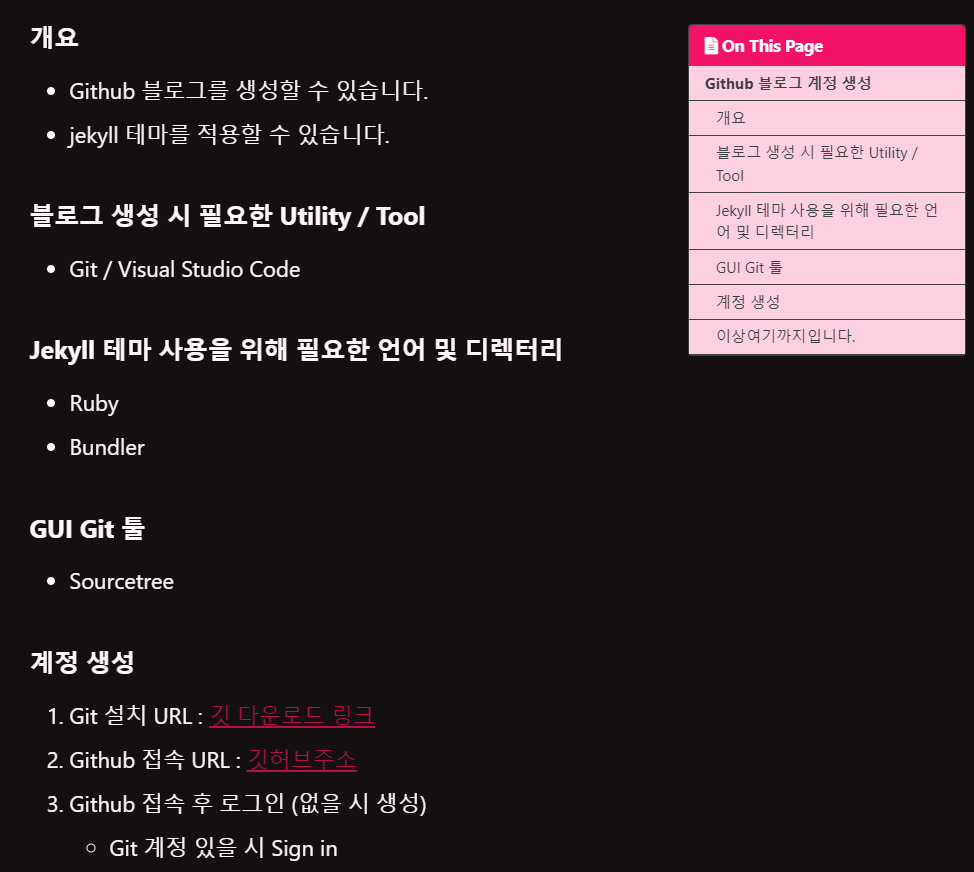 개요
Github 블로그를 생성할 수 있습니다.
jekyll 테마를 적용할 수 있습니다.
블로그 생성 시 필요한 Utility / Tool
Git / Visual Studio Code
Jekyll 테마 사용을 위해 필요한 언어 및 디렉터리
Ruby
Bundler
GUI Git 툴
Sourcetree
계정 생성
1. Git 설치 URL : 깃 다운로드 링크
2. Github 접속 URL : 깃허브주소
3. Github 접속 후 로그인 (없을 시 생성)
Git 계정 있을 시 Sign in
On This Page
Github 블로그 계정 생성
개요
블로그 생성 시 필요한 Utility /
Tool
Jekyll 테마 사용을 위해 필요한 언
어 및 디렉터리
GUI Git 툴
계정 생성
이상여기까지입니다.